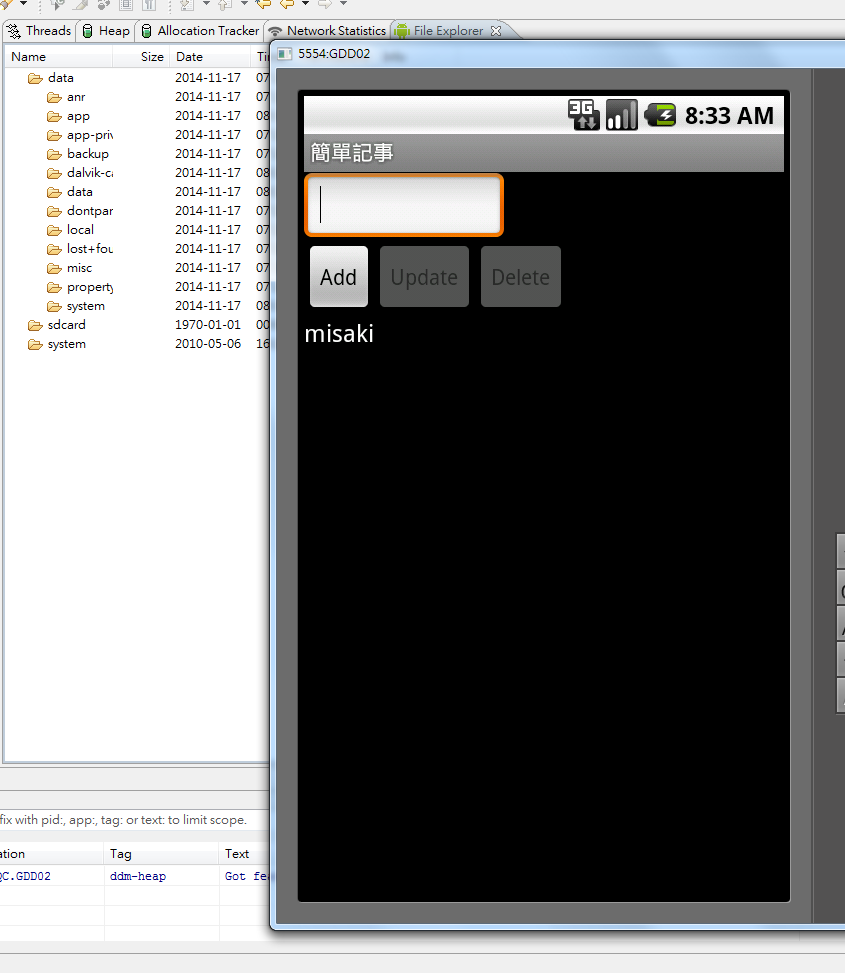 Threads Heap Allocation Tracker Network Statistics File Explorer
5554:GDD02
Name Size Date
data 2014-11-17 07
anr 2014-11-17 07
app 2014-11-17 08
app-priv 2014-11-17 07
backup 2014-11-17 07
dalvik-ca 2014-11-17 08
data 2014-11-17 08
dontpar 2014-11-17 07
local 2014-11-17 07
lost+fou 2014-11-17 07
misc 2014-11-17 07
property 2014-11-17 07
system 2014-11-17 08
sdcard 1970-01-01 00
system 2010-05-06 16
3G 8:33 AM
簡單記事
Add Update Delete
misaki
fix with pid:, app:, tag: or text: to limit scope.
ation Tag Text
QC.GDD02 ddm-heap Got fea